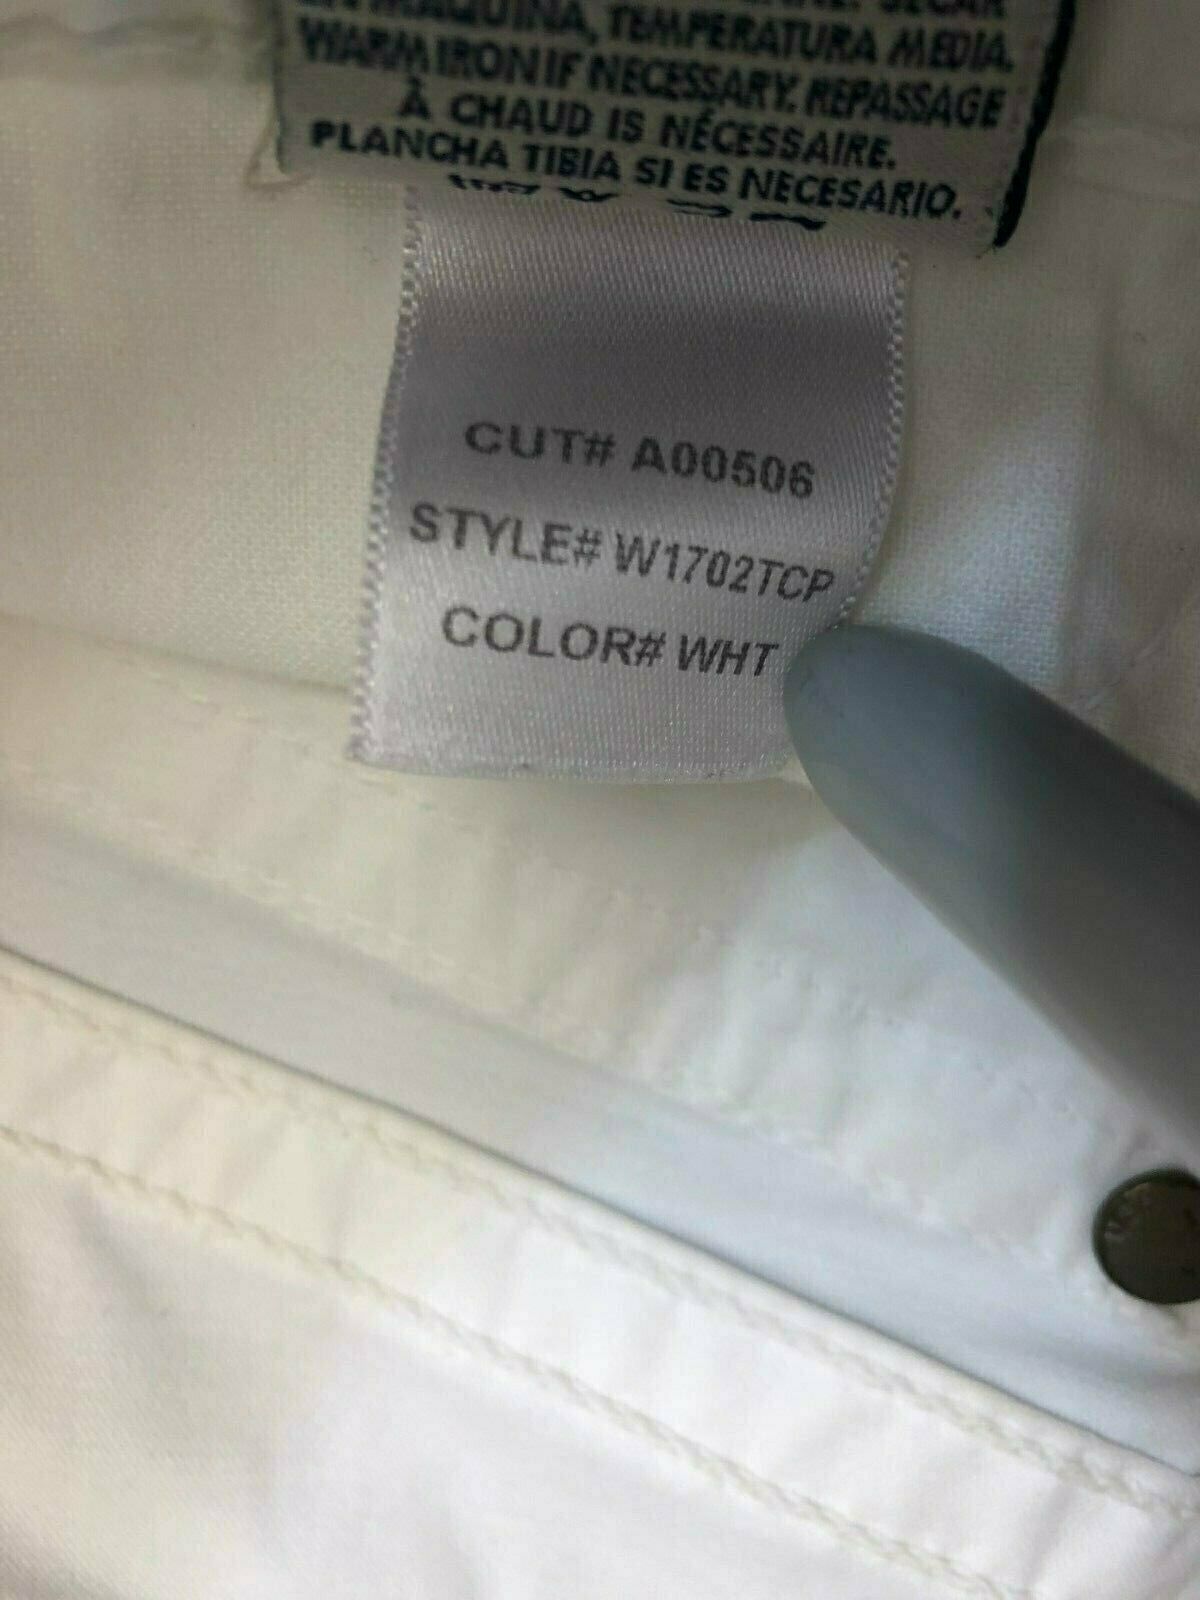 SECAR
EN MAQUINA, TEMPERATURA MEDIA.
WARM IRON IF NECESSARY. REPASSAGE
À CHAUD IS NÉCESSAIRE.
PLANCHA TIBIA SI ES NECESARIO.
CUT# A00506
STYLE# W1702TCP
COLOR# WHT